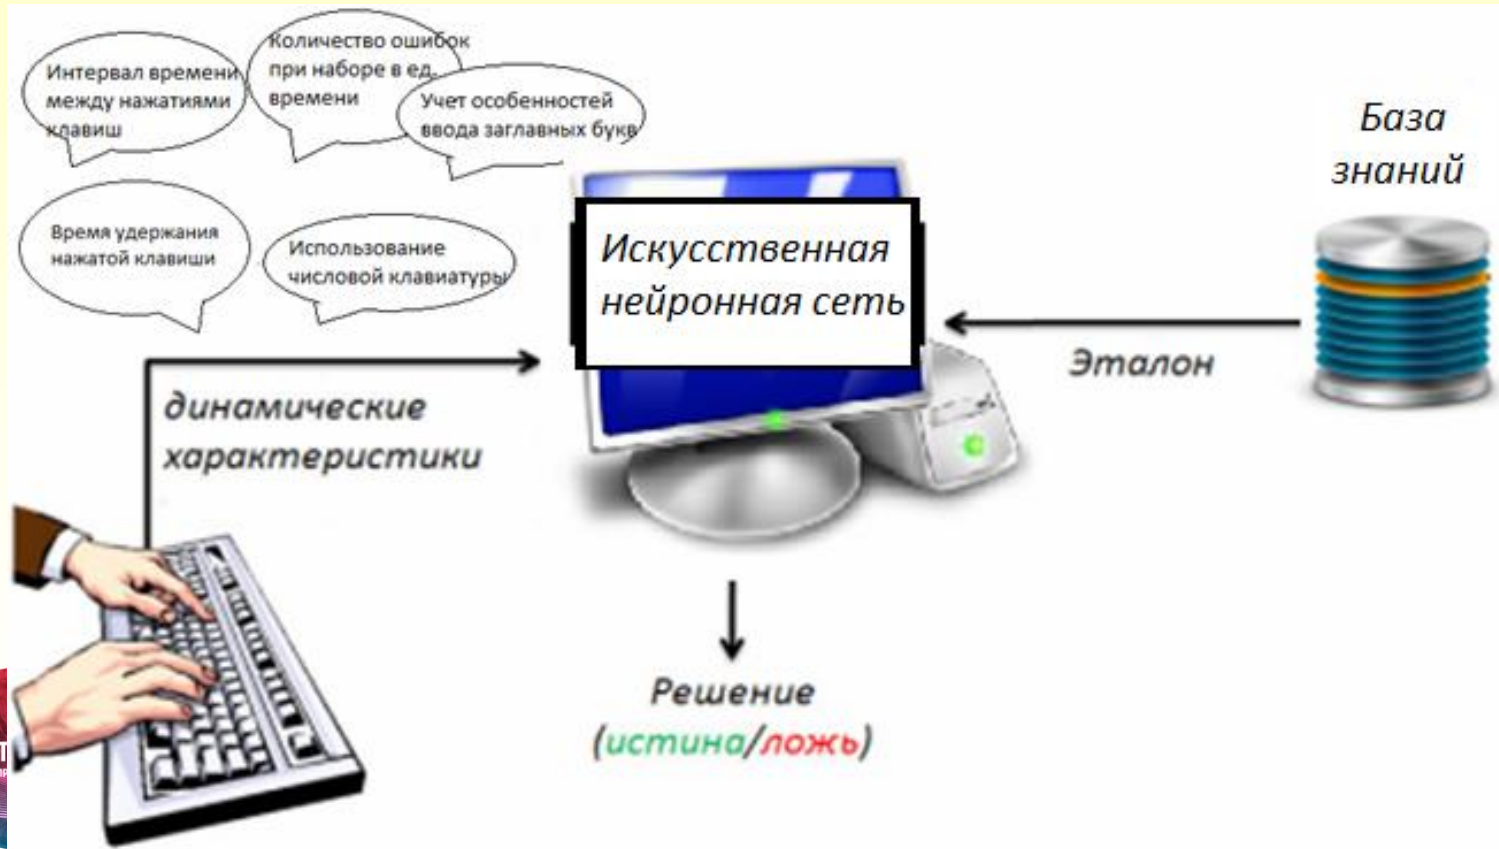 Интервал времени
между нажатиями
клавиш
Количество ошибок
при наборе в ед.
времени
Учет особенностей
ввода заглавных букв
Время удержания
нажатой клавиши
Использование
числовой клавиатуры
База
знаний
Искусственная
нейронная сеть
Эталон
динамические
характеристики
Решение
(истина/ложь)